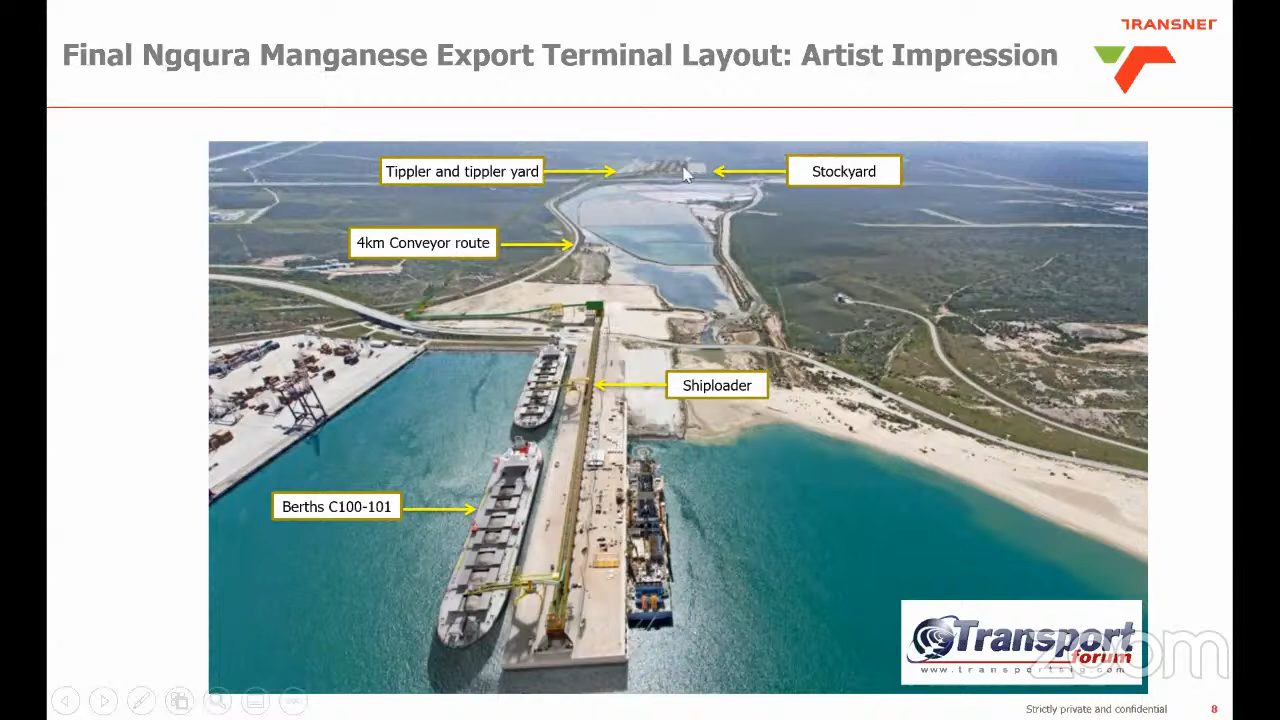 TRANSNET
Final Ngqura Manganese Export Terminal Layout: Artist Impression
Tippler and tippler yard
Stockyard
4km Conveyor route
Shiploader
Berths C100-101
Transport
forum
www.transportsig.com
zoom
Strictly private and confidential
8